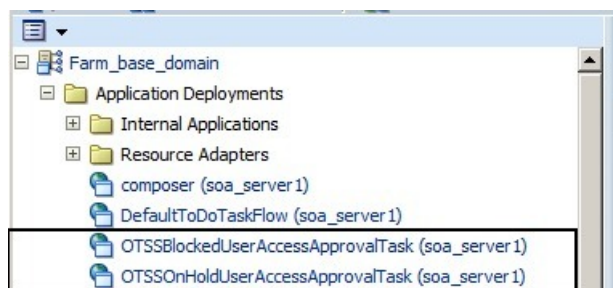 Farm_base_domain
Application Deployments
Internal Applications
Resource Adapters
composer (soa_server1)
DefaultToDoTaskFlow (soa_server1)
OTSSBlockedUserAccessApprovalTask (soa_server1)
OTSSOnHoldUserAccessApprovalTask (soa_server1)